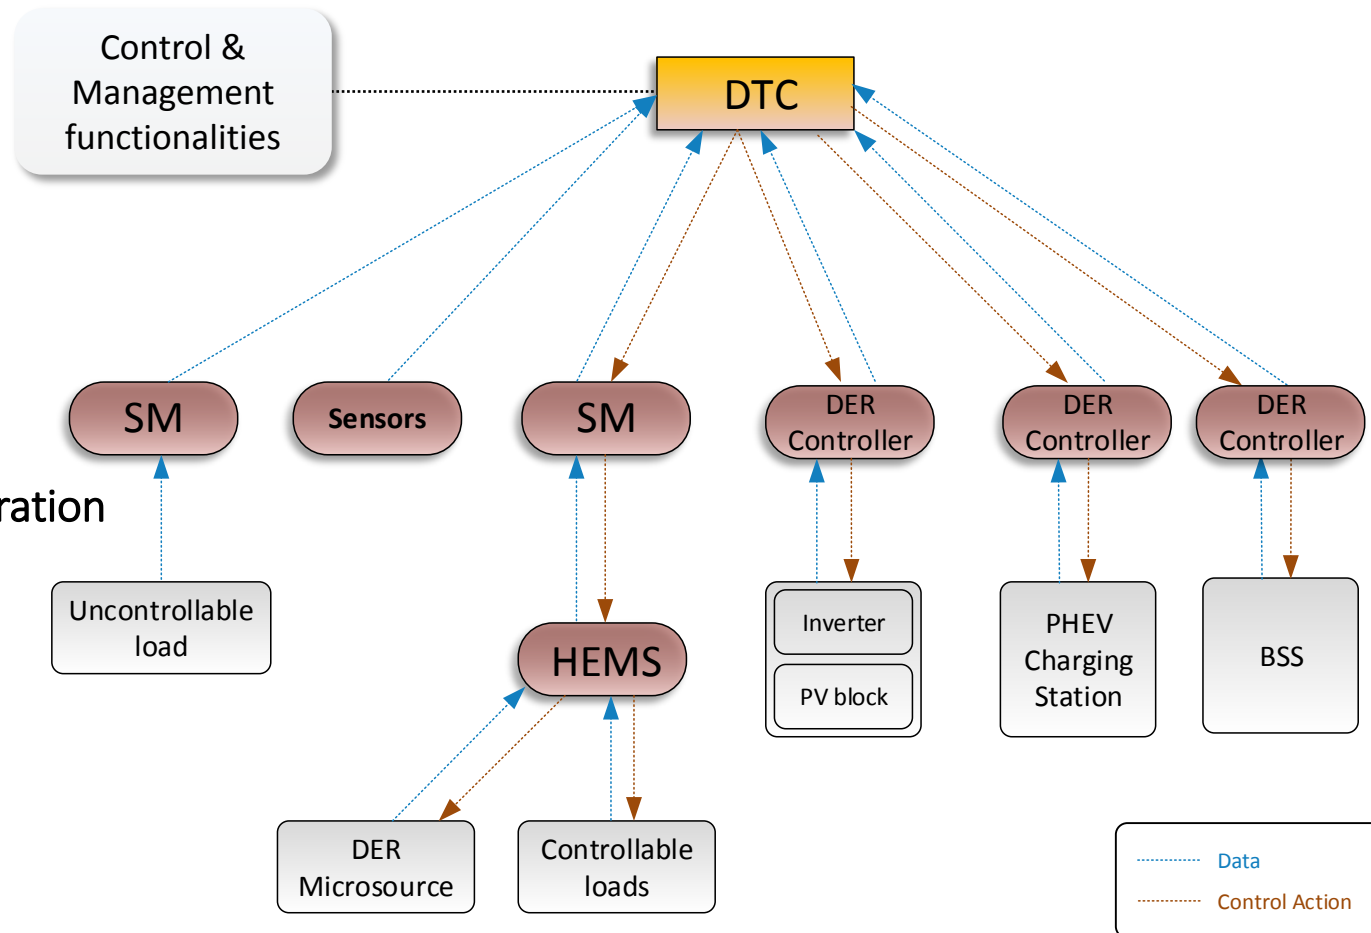 Control &
Management
functionalities
DTC
SM
Sensors
SM
DER
Controller
DER
Controller
DER
Controller
ration
Uncontrollable
load
HEMS
Inverter
PV block
PHEV
Charging
Station
BSS
DER
Microsource
Controllable
loads
Data
Control Action